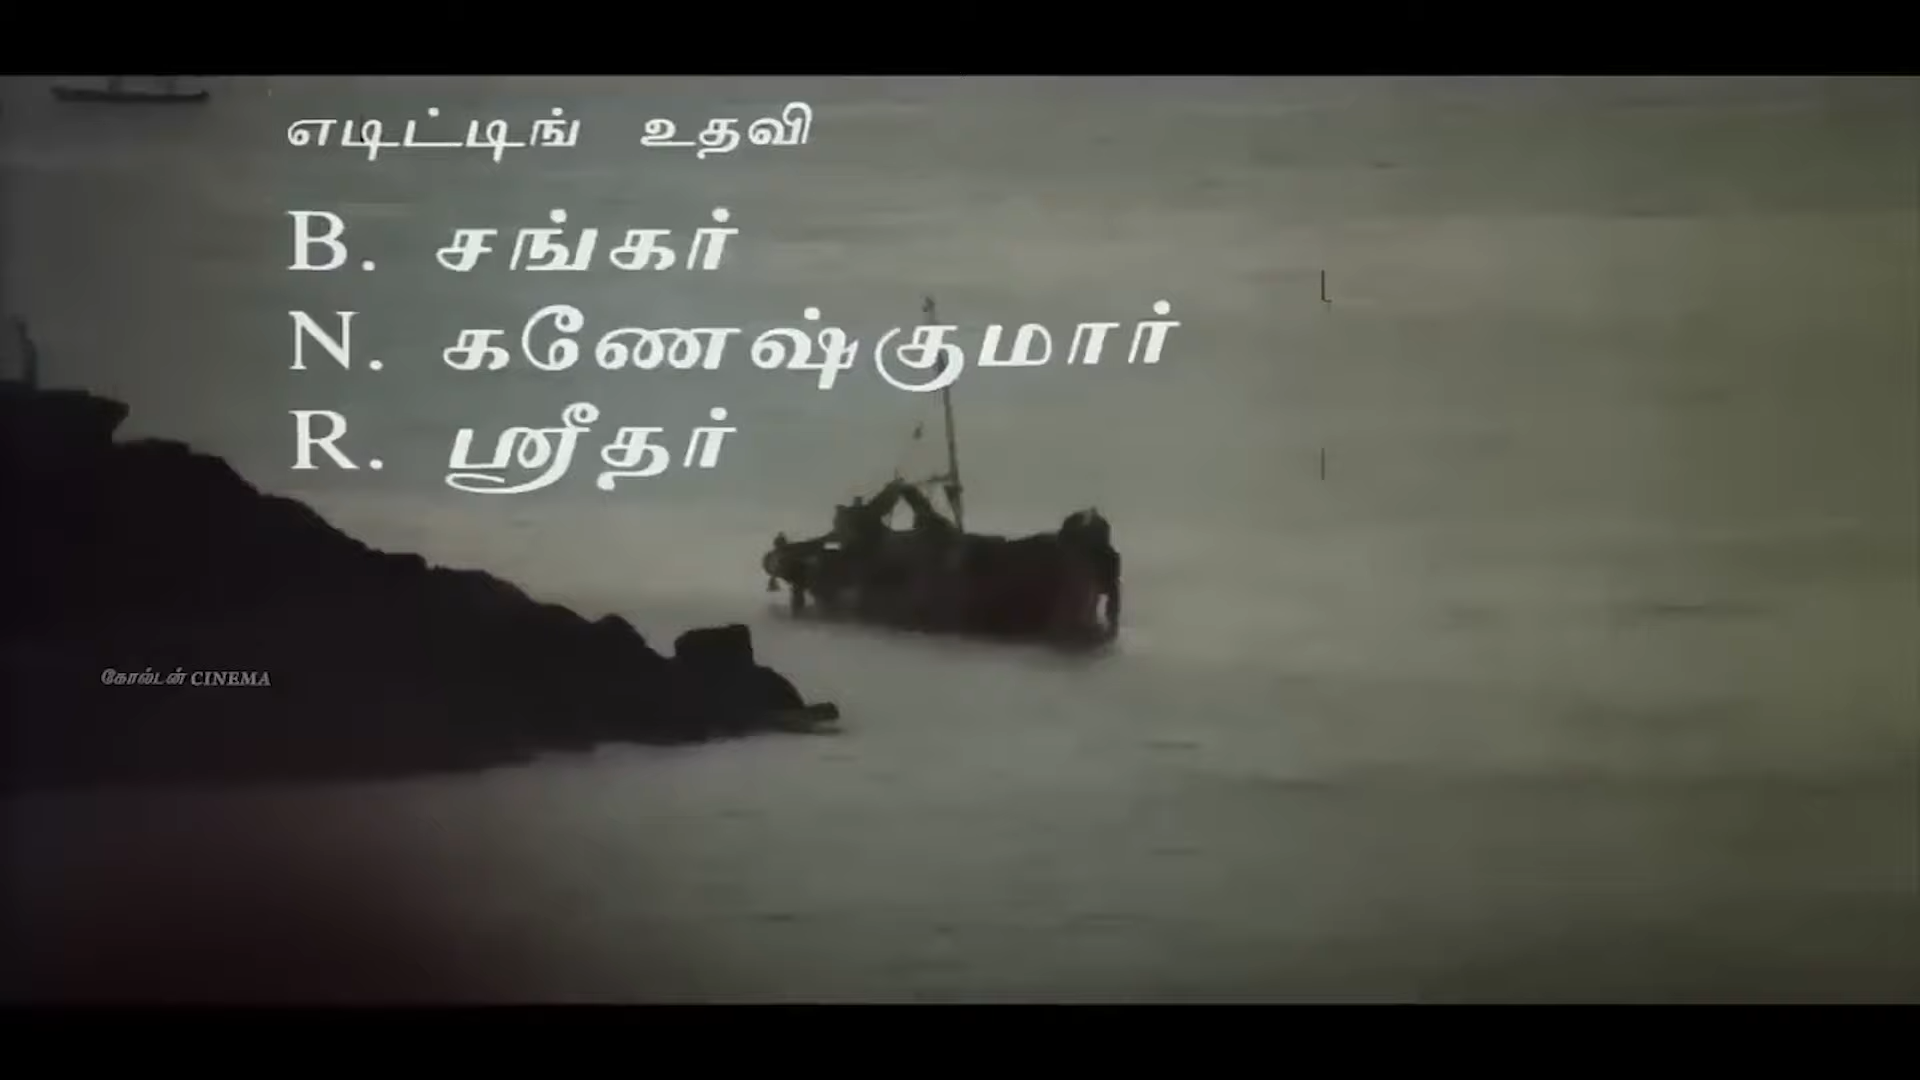 எடிட்டிங் உதவி
B. சங்கர்
N. கணேஷ்குமார்
R. ஸ்ரீதர்
கோல்டன் CINEMA